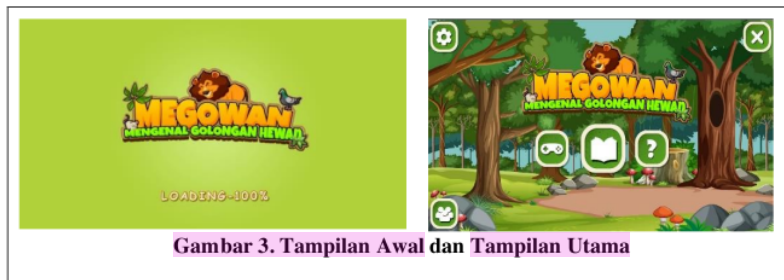 MEGOWAN
MENGENAL GOLONGAN HEWAN
LOADING-100%
MEGOWAN
MENGENAL GOLONGAN HEWAN
?
Gambar 3. Tampilan Awal dan Tampilan Utama